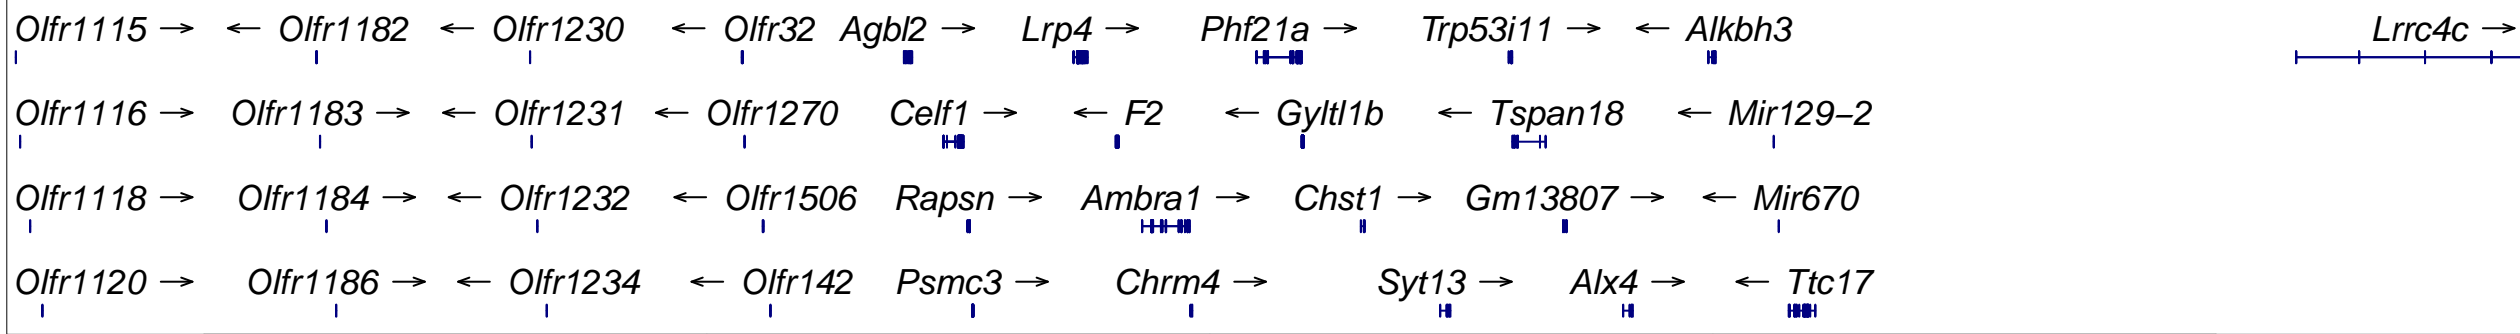 Olfr1115 → ← Olfr1182 ← Olfr1230 ← Olfr32 Agbl2 → Lrp4 → Phf21a → Trp53i11 → ← Alkbh3 Lrrc4c →
Olfr1116 → Olfr1183 → ← Olfr1231 ← Olfr1270 Celf1 → ← F2 ← Gyltl1b ← Tspan18 ← Mir129−2
Olfr1118 → Olfr1184 → ← Olfr1232 ← Olfr1506 Rapsn → Ambra1 → Chst1 → Gm13807 → ← Mir670
Olfr1120 → Olfr1186 → ← Olfr1234 ← Olfr142 Psmc3 → Chrm4 → Syt13 → Alx4 → ← Ttc17